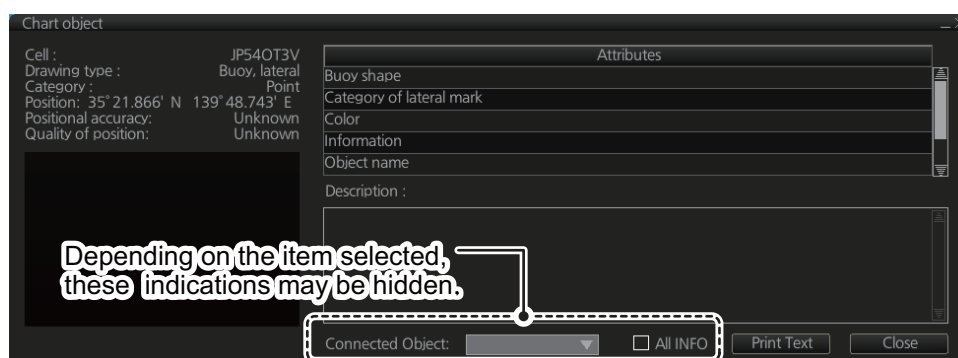 Chart object
Cell : JP54OT3V
Drawing type : Buoy, lateral
Category : Point
Position: 35°21.866' N 139°48.743' E
Positional accuracy: Unknown
Quality of position: Unknown
Attributes
Buoy shape
Category of lateral mark
Color
Information
Object name
Description :
Depending on the item selected,
these indications may be hidden.
Connected Object:
All INFO
Print Text
Close